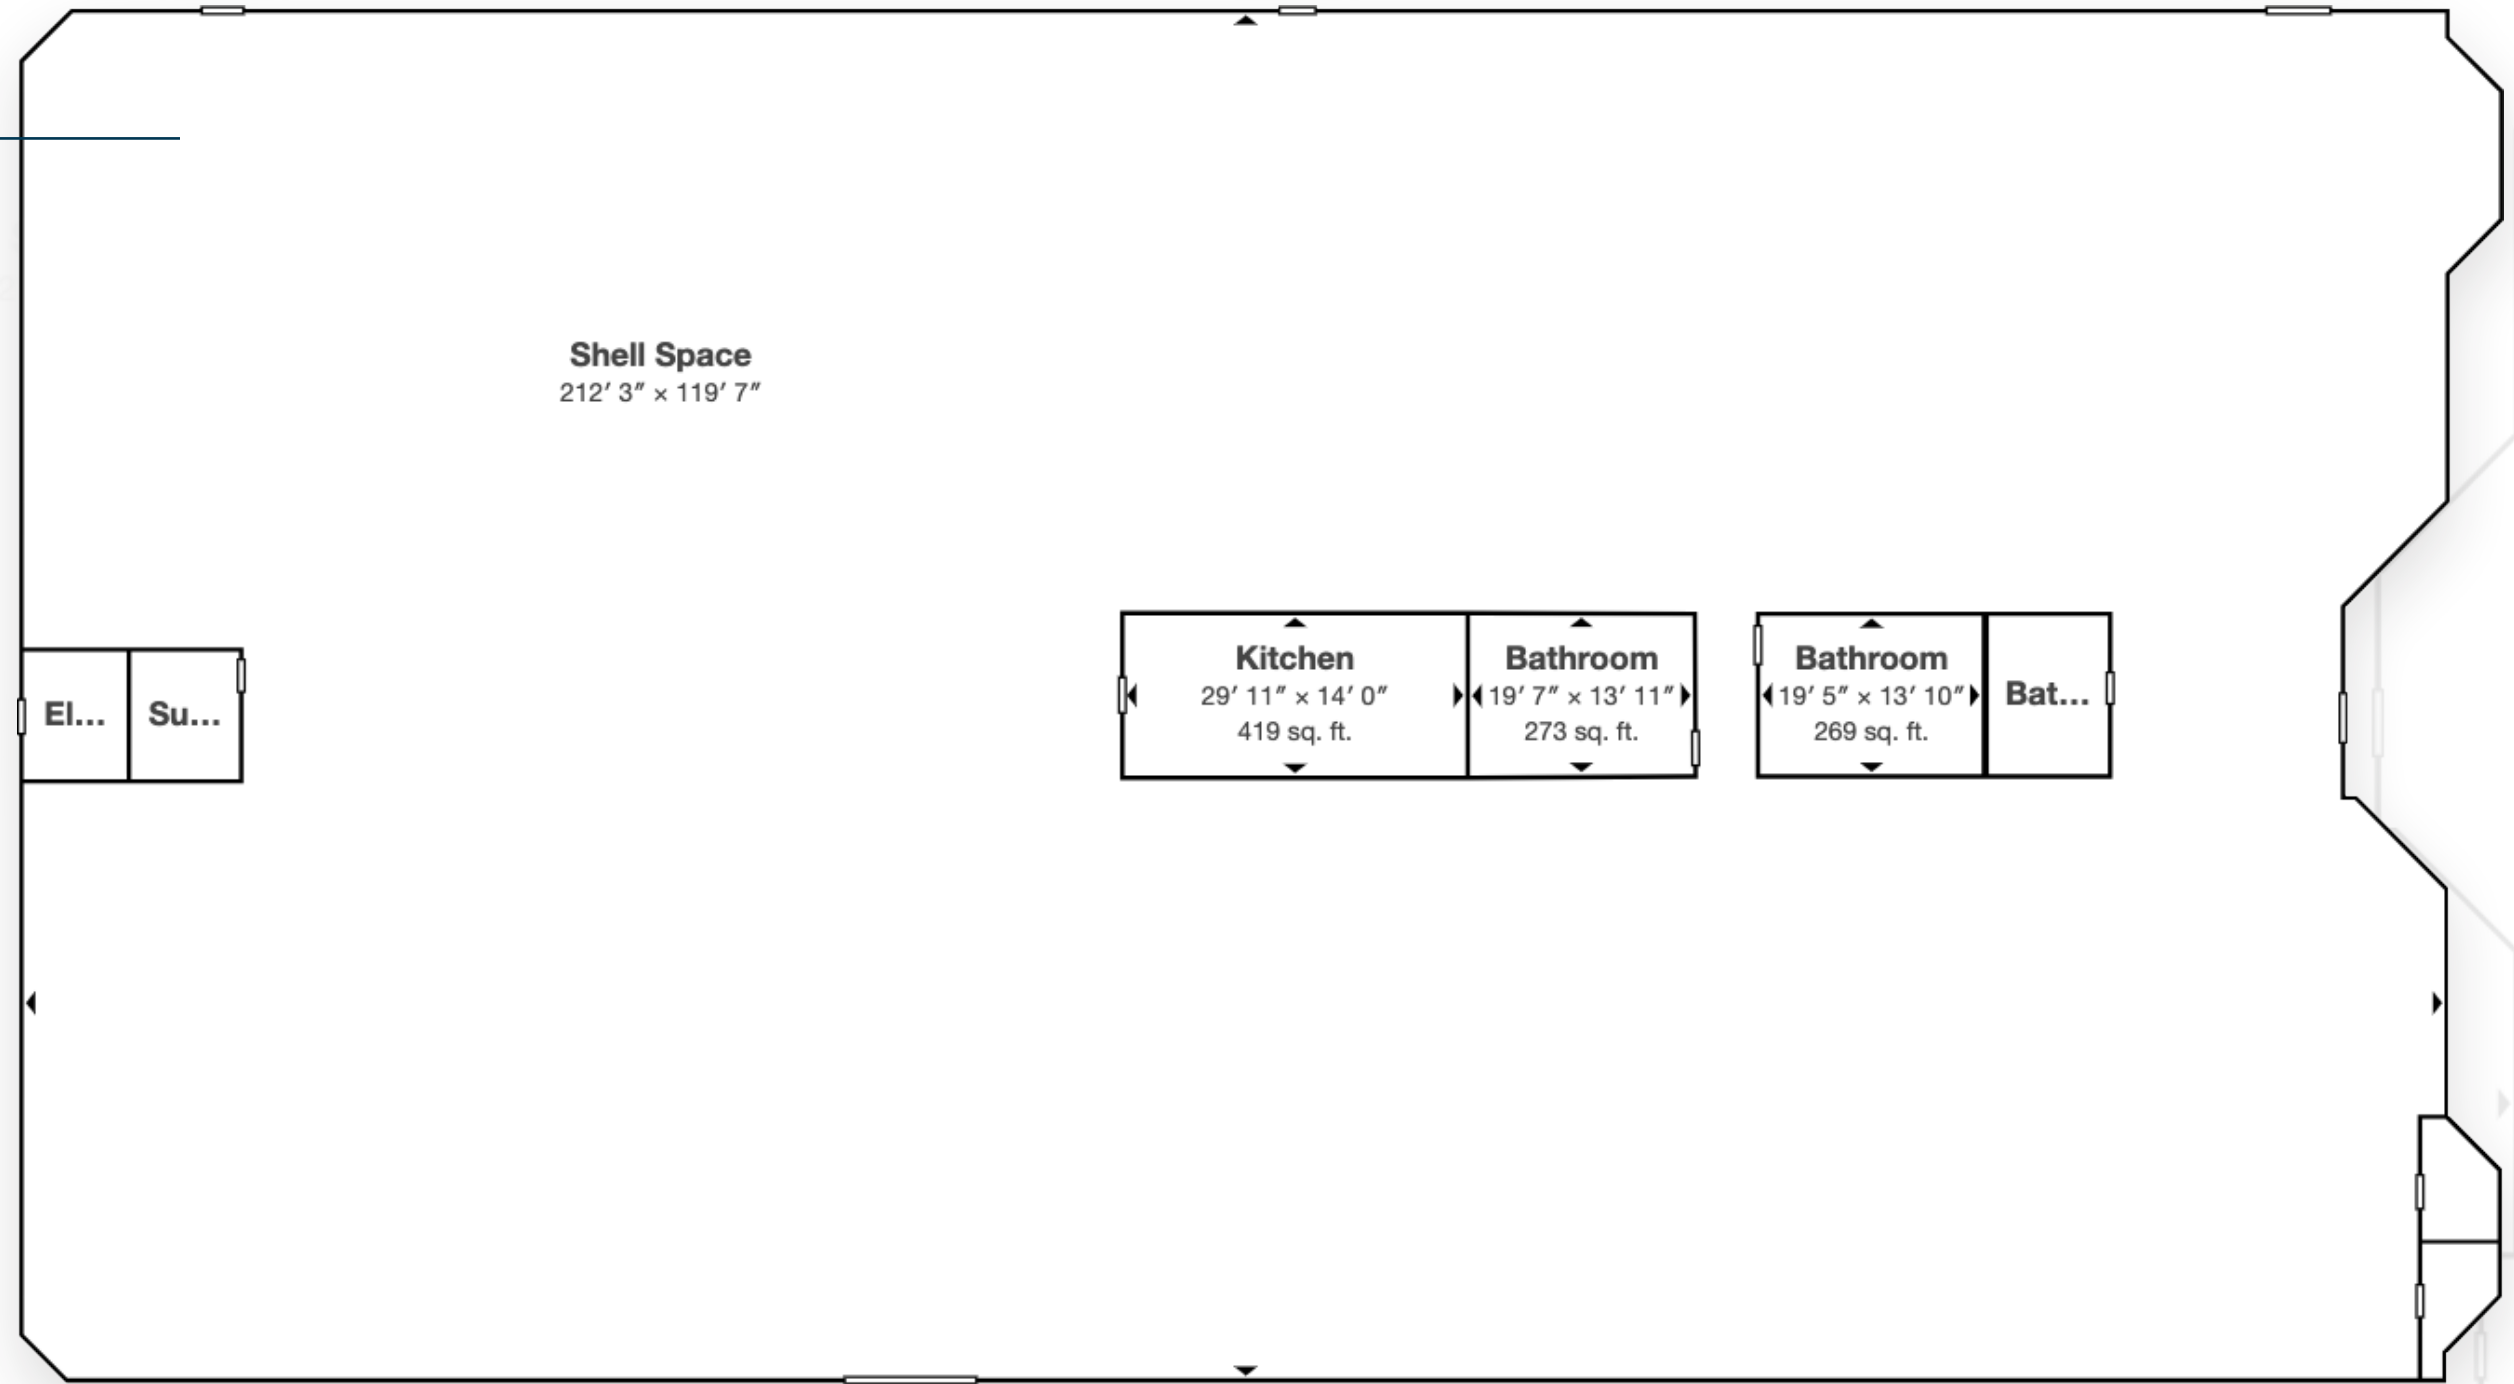 Shell Space
212′ 3″ × 119′ 7″
Kitchen
29′ 11″ × 14′ 0″
419 sq. ft.
Bathroom
19′ 7″ × 13′ 11″
273 sq. ft.
Bathroom
19′ 5″ × 13′ 10″
269 sq. ft.
Bat...
El...
Su...